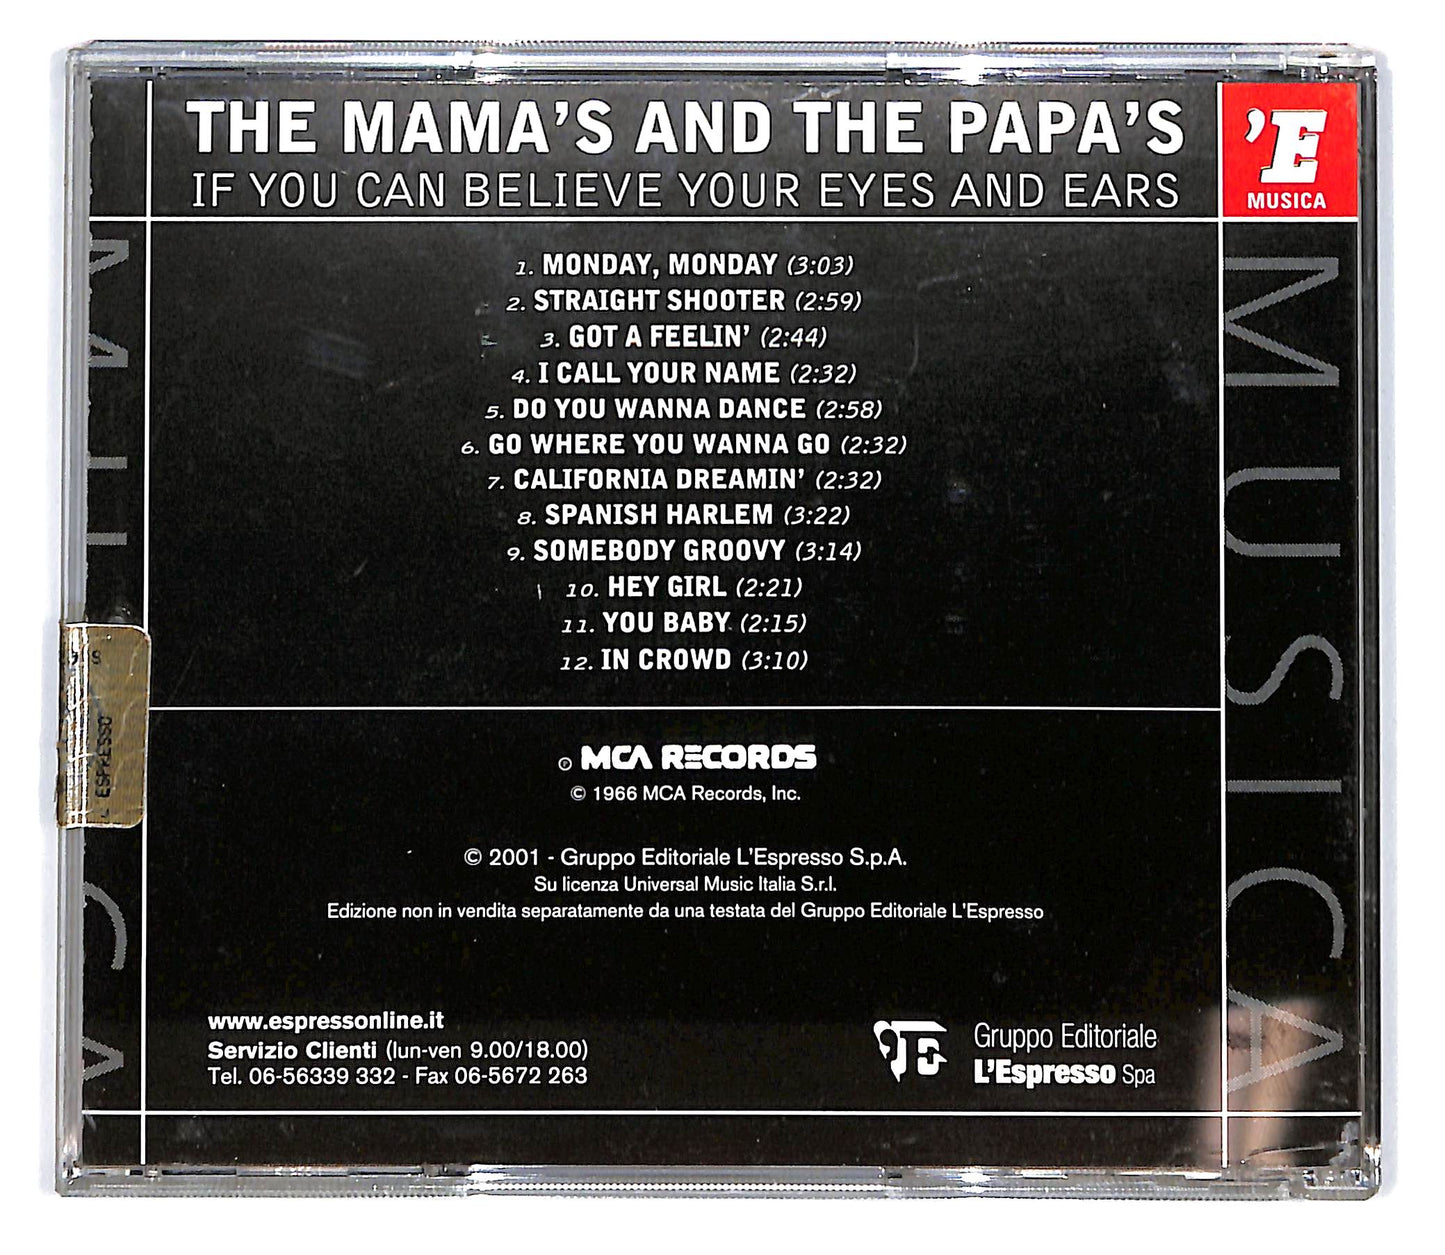 THE MAMA'S AND THE PAPA'S
IF YOU CAN BELIEVE YOUR EYES AND EARS
'E
MUSICA
1. MONDAY, MONDAY (3:03)
2. STRAIGHT SHOOTER (2:59)
3. GOT A FEELIN' (2:44)
4. I CALL YOUR NAME (2:32)
5. DO YOU WANNA DANCE (2:58)
6. GO WHERE YOU WANNA GO (2:32)
7. CALIFORNIA DREAMIN' (2:32)
8. SPANISH HARLEM (3:22)
9. SOMEBODY GROOVY (3:14)
10. HEY GIRL (2:21)
11. YOU BABY (2:15)
12. IN CROWD (3:10)
MUSICA
L'ESPRESSO
℗ MCA RECORDS
© 1966 MCA Records, Inc.
© 2001 - Gruppo Editoriale L'Espresso S.p.A.
Su licenza Universal Music Italia S.r.l.
Edizione non in vendita separatamente da una testata del Gruppo Editoriale L'Espresso
www.espressonline.it
Servizio Clienti (lun-ven 9.00/18.00)
Tel. 06-56339 332 - Fax 06-5672 263
'E
Gruppo Editoriale
L'Espresso Spa